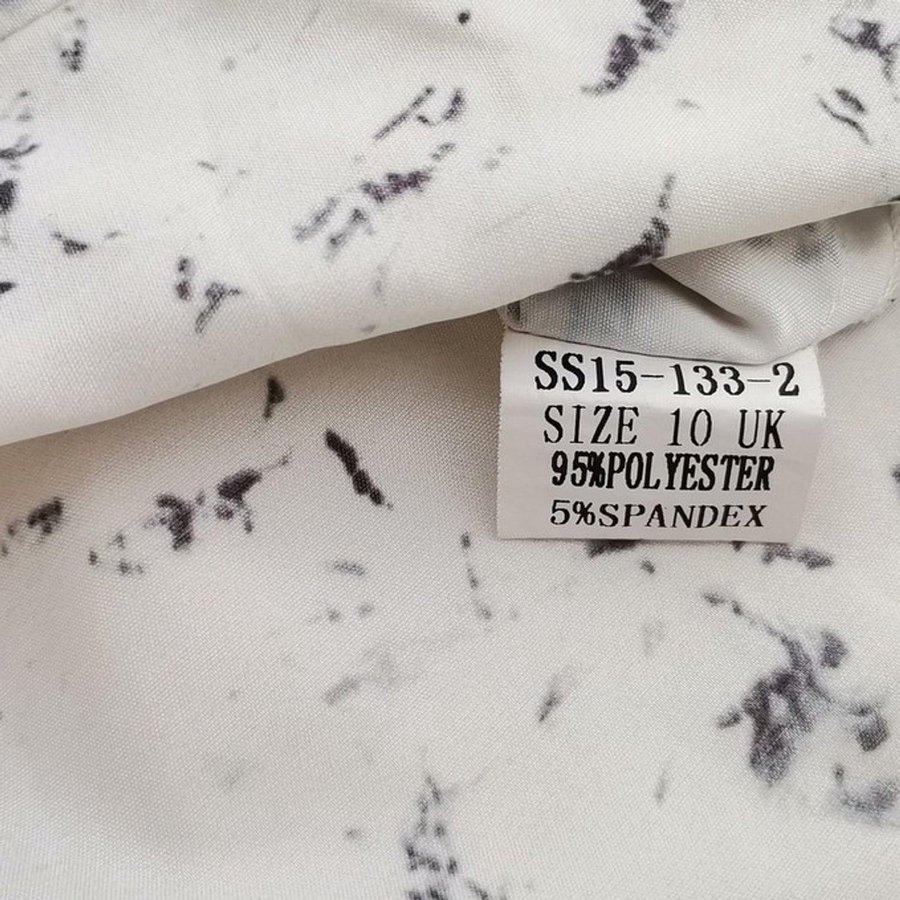 SS15-133-2
SIZE 10 UK
95%POLYESTER
5%SPANDEX